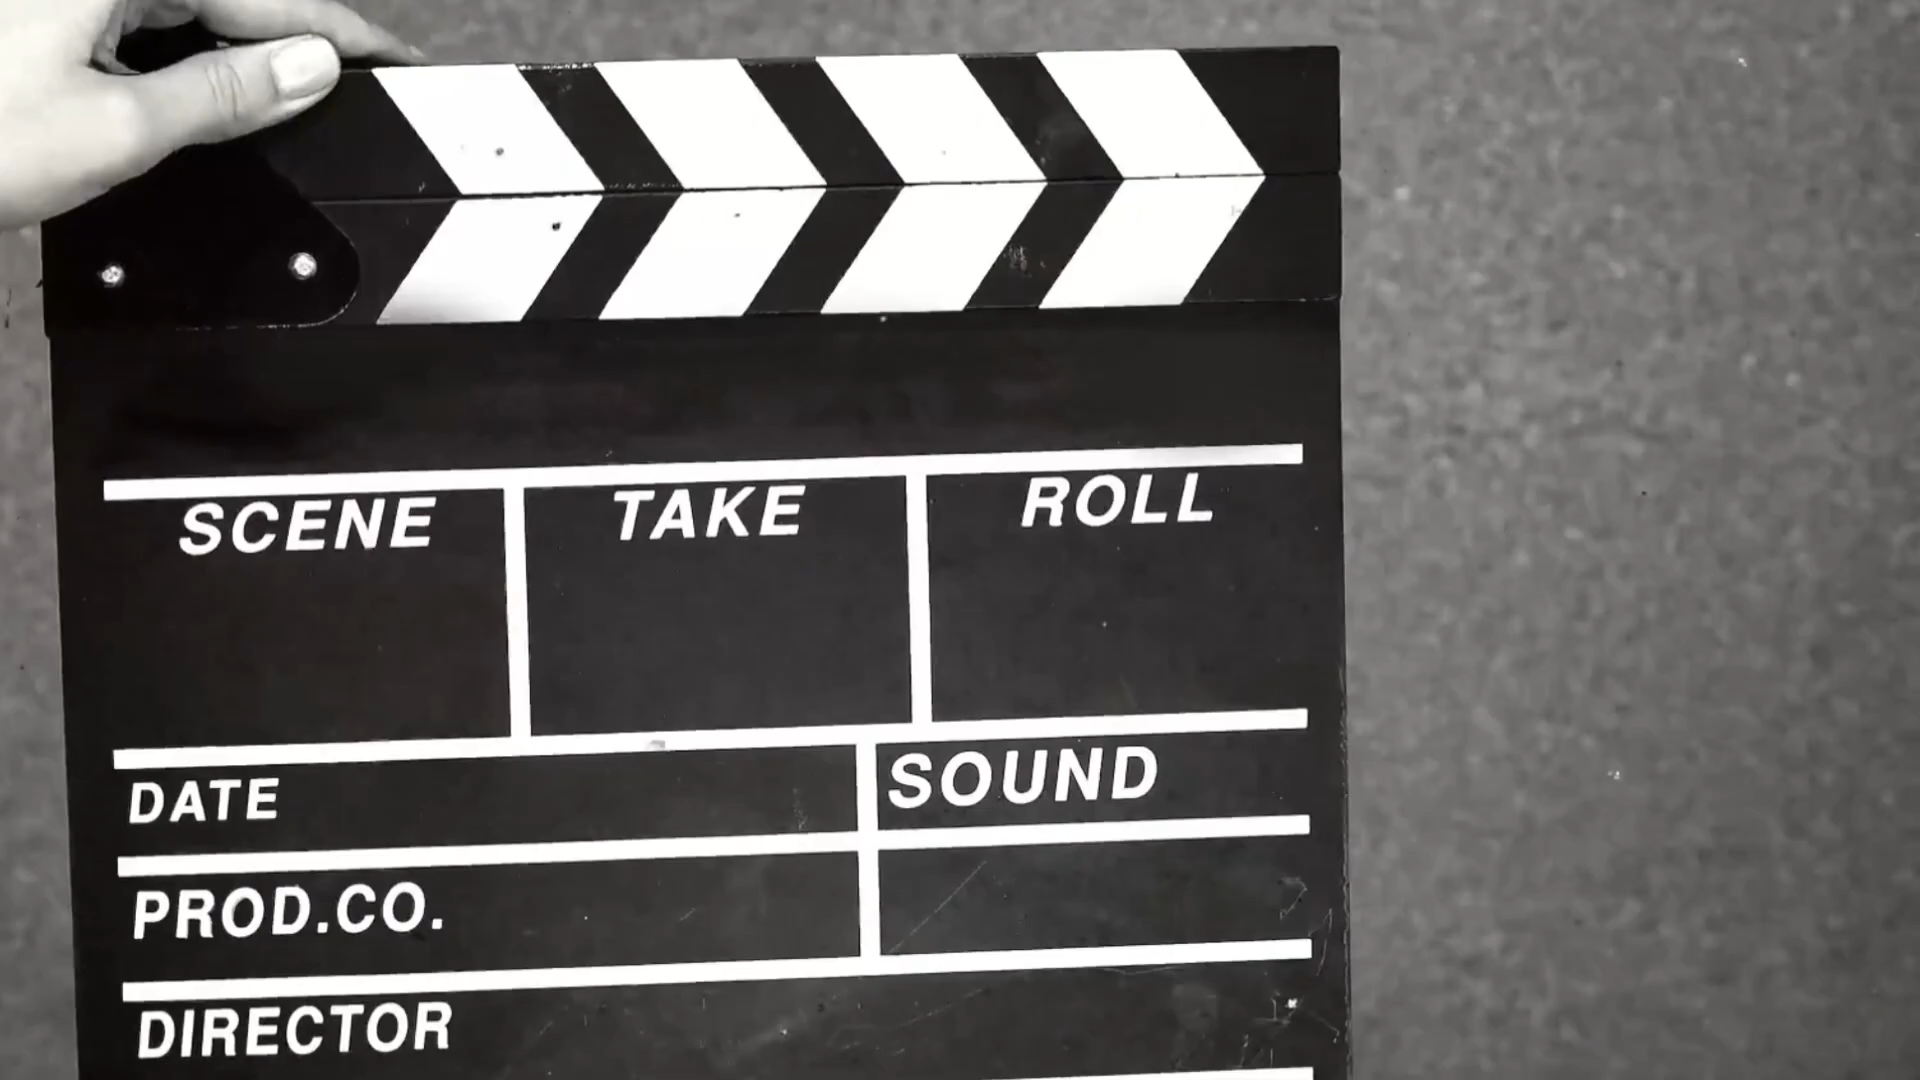 SCENE TAKE ROLL
DATE SOUND
PROD.CO.
DIRECTOR